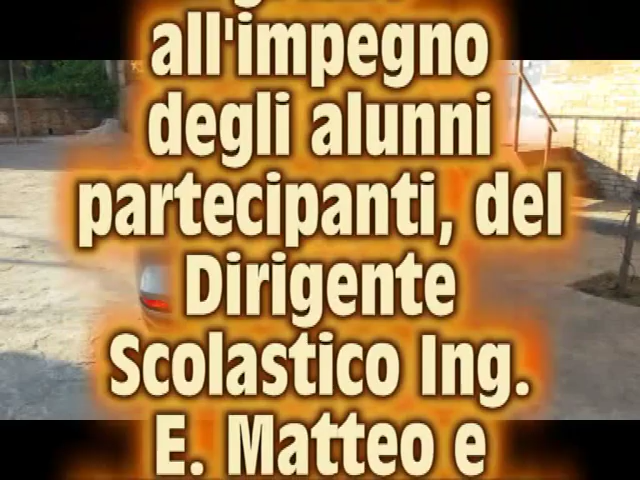 all'impegno
degli alunni
partecipanti, del
Dirigente
Scolastico Ing.
E. Matteo e